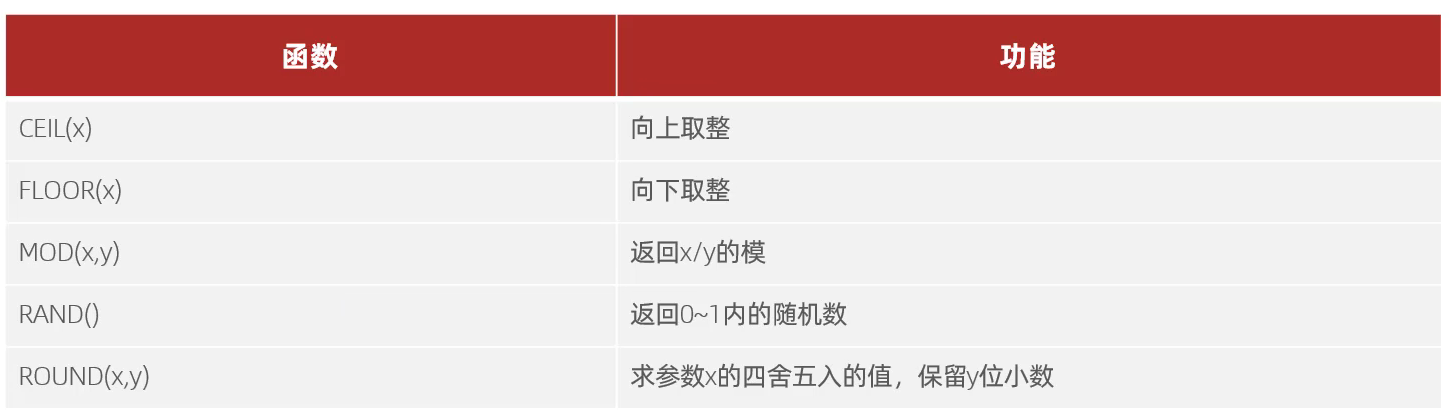 函数 功能
CEIL(x) 向上取整
FLOOR(x) 向下取整
MOD(x,y) 返回x/y的模
RAND() 返回0~1内的随机数
ROUND(x,y) 求参数x的四舍五入的值，保留y位小数